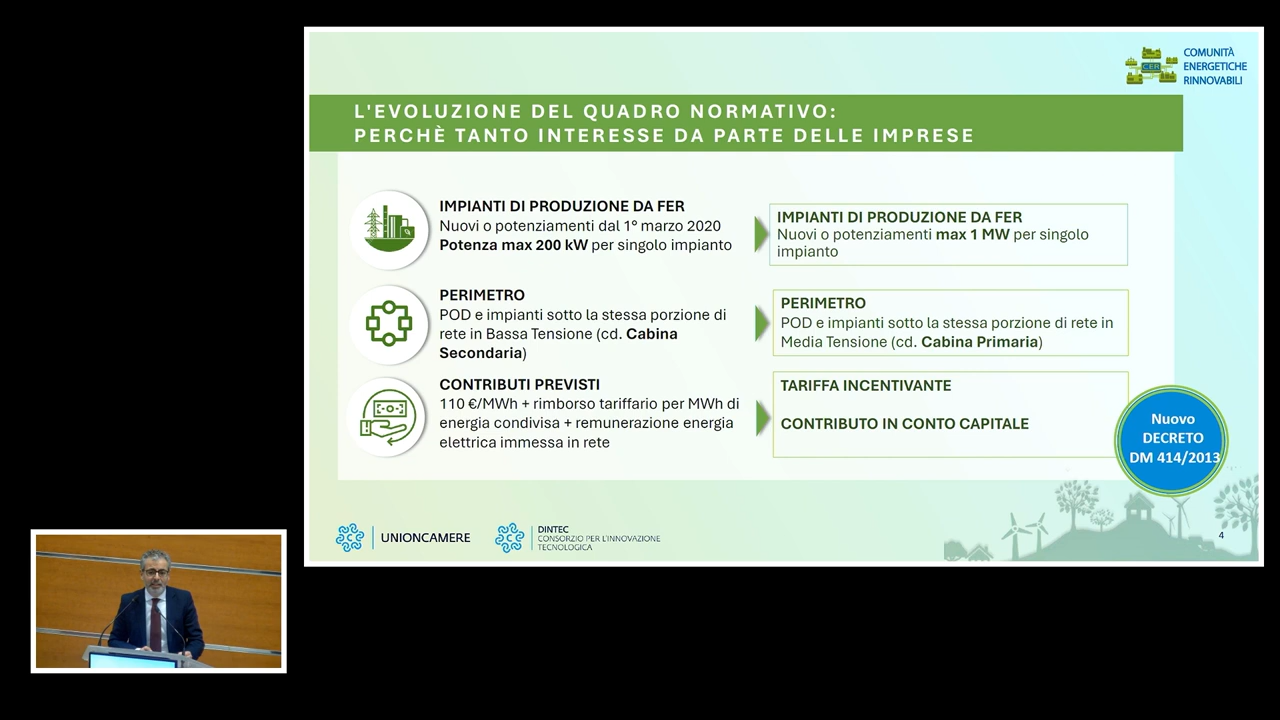 COMUNITÀ
ENERGETICHE
RINNOVABILI
CER
L'EVOLUZIONE DEL QUADRO NORMATIVO:
PERCHÈ TANTO INTERESSE DA PARTE DELLE IMPRESE
IMPIANTI DI PRODUZIONE DA FER
Nuovi o potenziamenti dal 1° marzo 2020
Potenza max 200 kW per singolo impianto
IMPIANTI DI PRODUZIONE DA FER
Nuovi o potenziamenti max 1 MW per singolo
impianto
PERIMETRO
POD e impianti sotto la stessa porzione di
rete in Bassa Tensione (cd. Cabina
Secondaria)
PERIMETRO
POD e impianti sotto la stessa porzione di rete in
Media Tensione (cd. Cabina Primaria)
CONTRIBUTI PREVISTI
110 €/MWh + rimborso tariffario per MWh di
energia condivisa + remunerazione energia
elettrica immessa in rete
TARIFFA INCENTIVANTE
CONTRIBUTO IN CONTO CAPITALE
Nuovo
DECRETO
DM 414/2013
UNIONCAMERE
DINTEC
CONSORZIO PER L'INNOVAZIONE
TECNOLOGICA
4